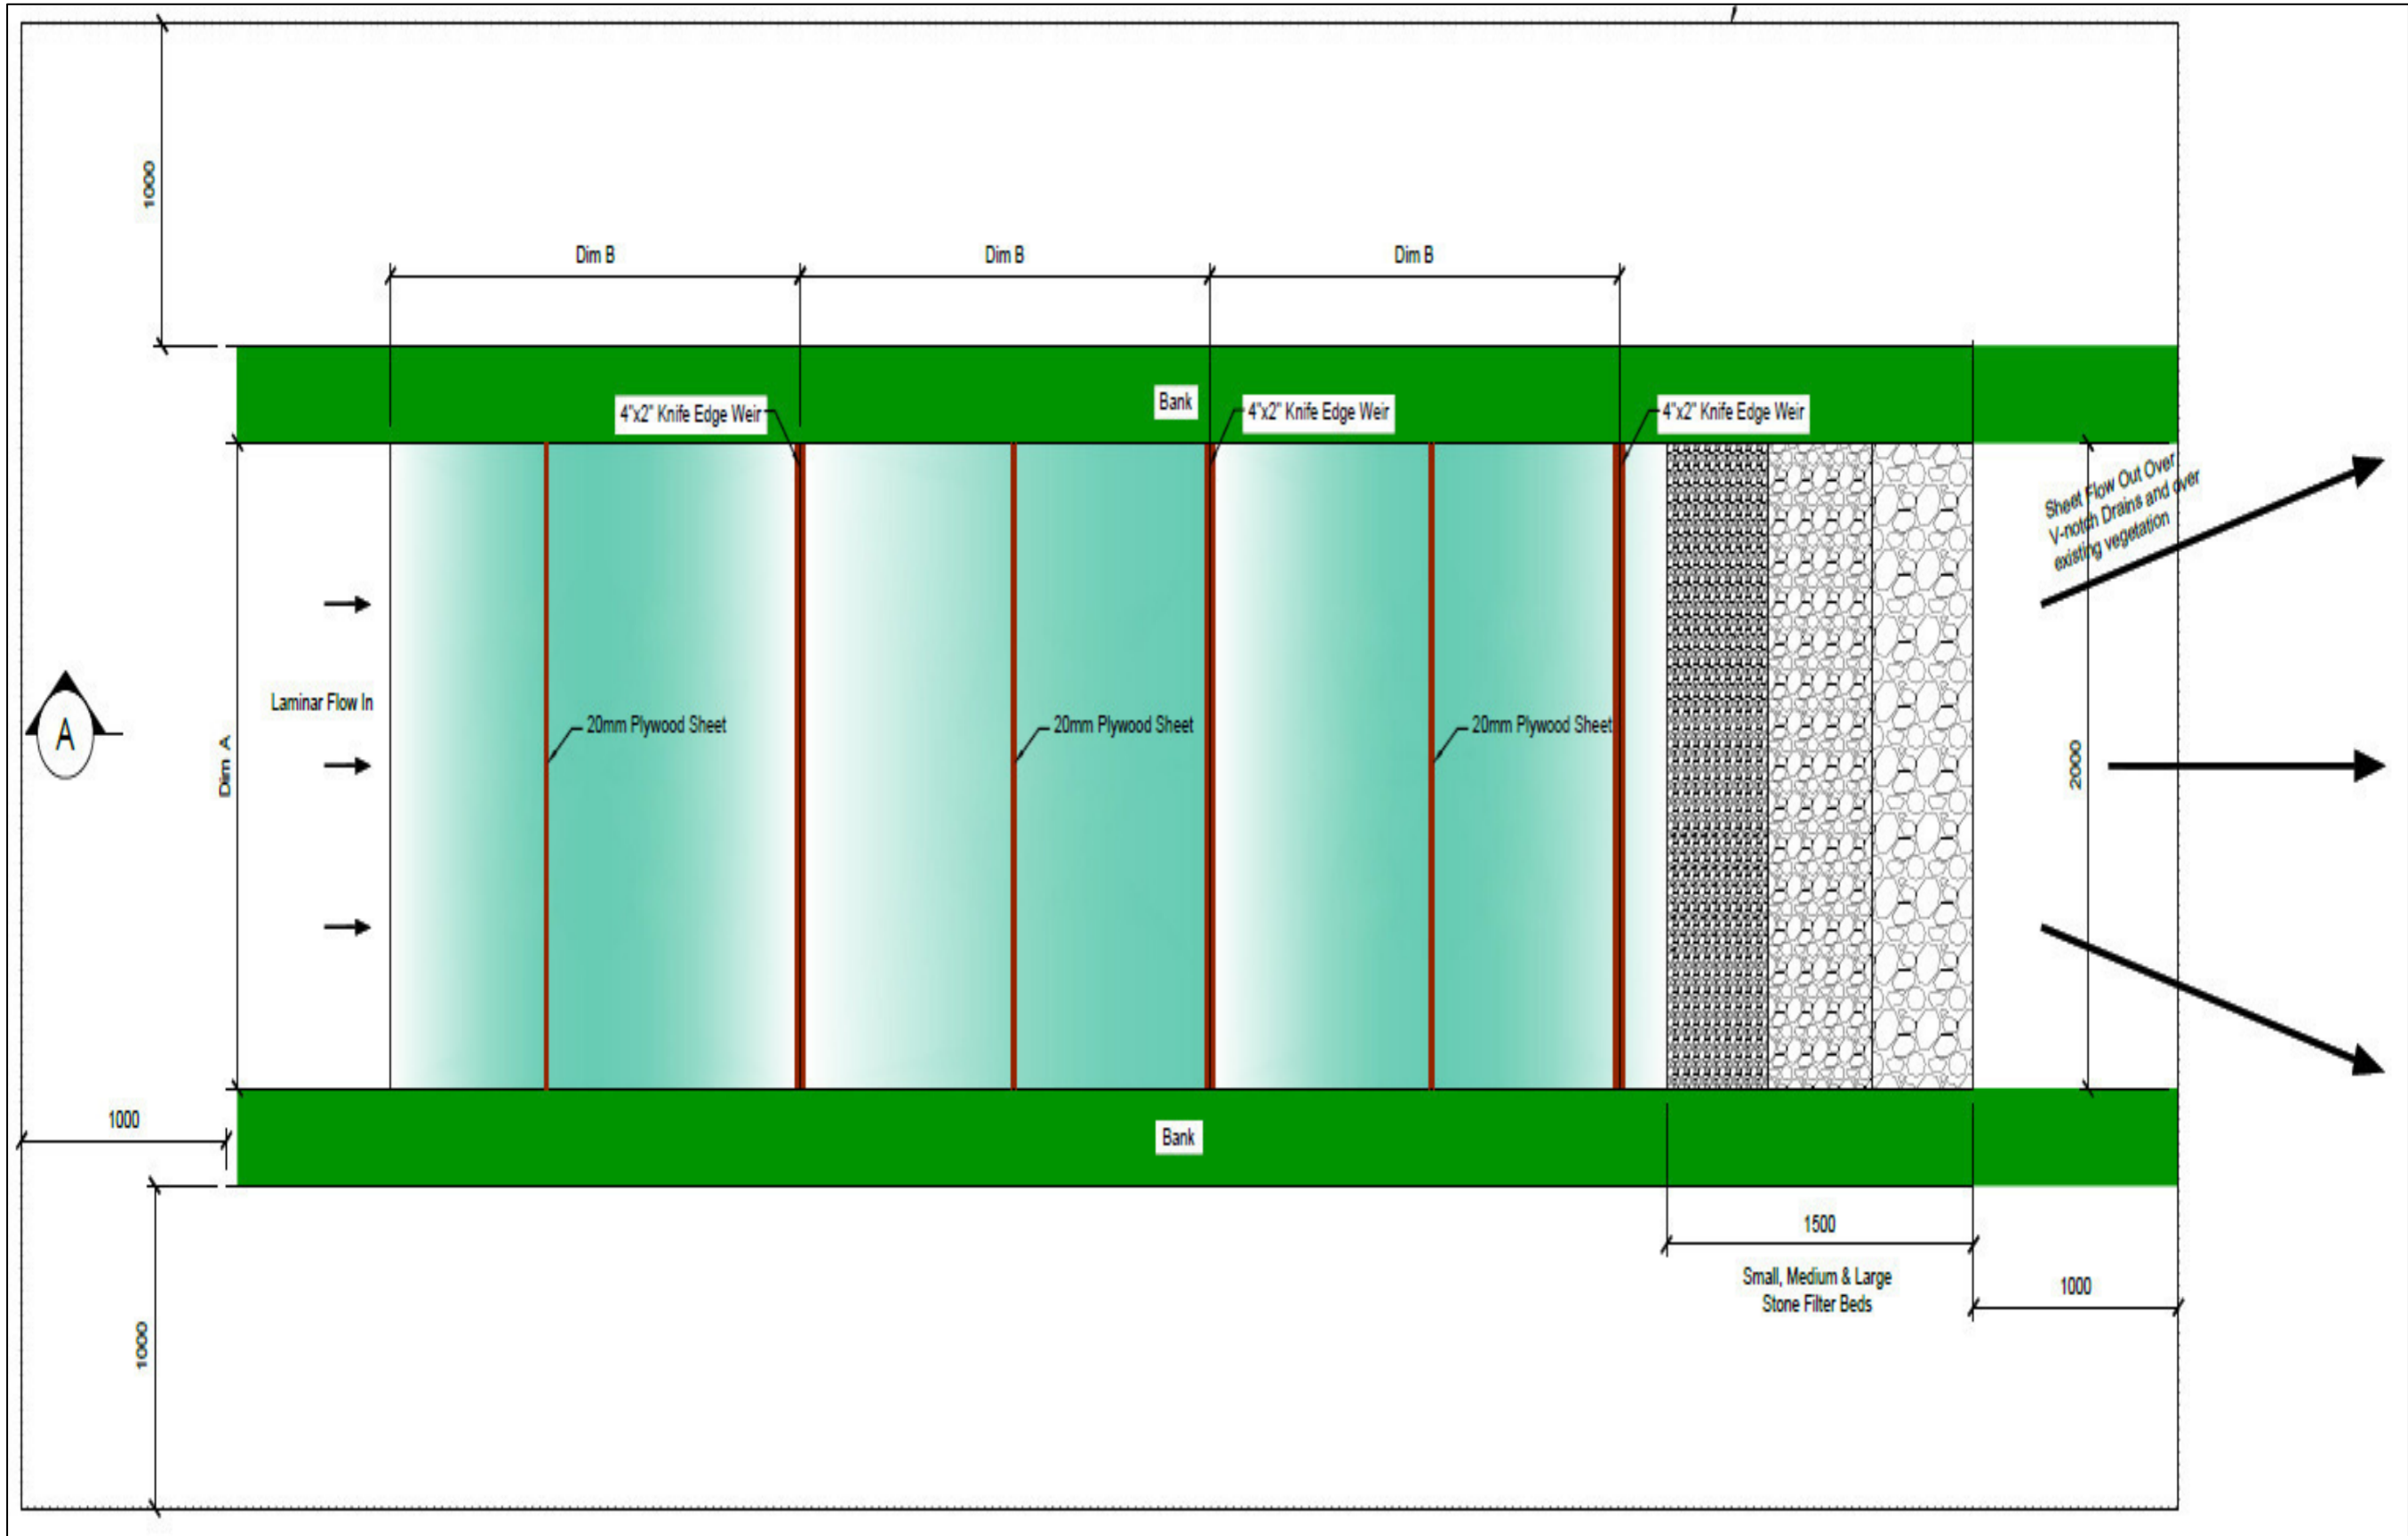 1000
Dim B
Dim B
Dim B
Bank
4"x2" Knife Edge Weir
4"x2" Knife Edge Weir
4"x2" Knife Edge Weir
Sheet Flow Out Over
V-notch Drains and over
existing vegetation
A
Laminar Flow In
Dim A
20mm Plywood Sheet
20mm Plywood Sheet
20mm Plywood Sheet
2000
1000
Bank
1500
Small, Medium & Large
Stone Filter Beds
1000
1000